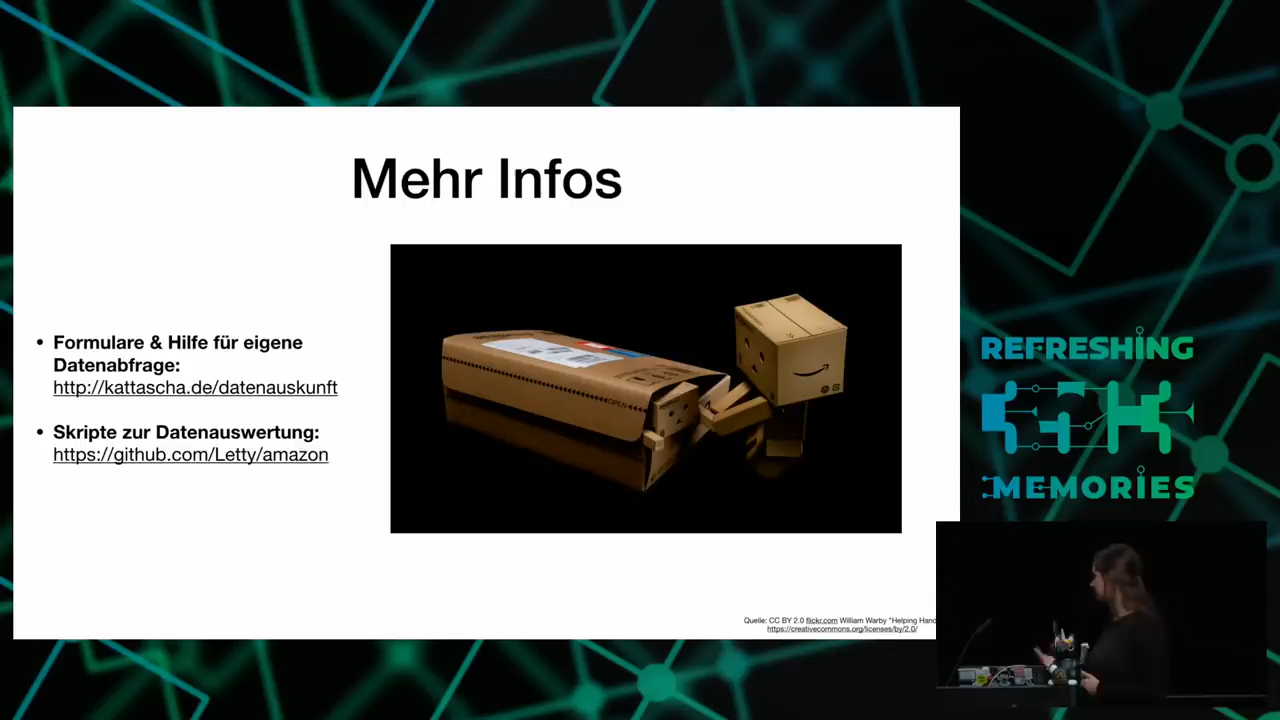 Mehr Infos
• Formulare & Hilfe für eigene
Datenabfrage:
http://kattascha.de/datenauskunft
• Skripte zur Datenauswertung:
https://github.com/Letty/amazon
OPEN
Quelle: CC BY 2.0 flickr.com William Warby "Helping Hand
https://creativecommons.org/licenses/by/2.0/
REFRESHING
MEMORIES